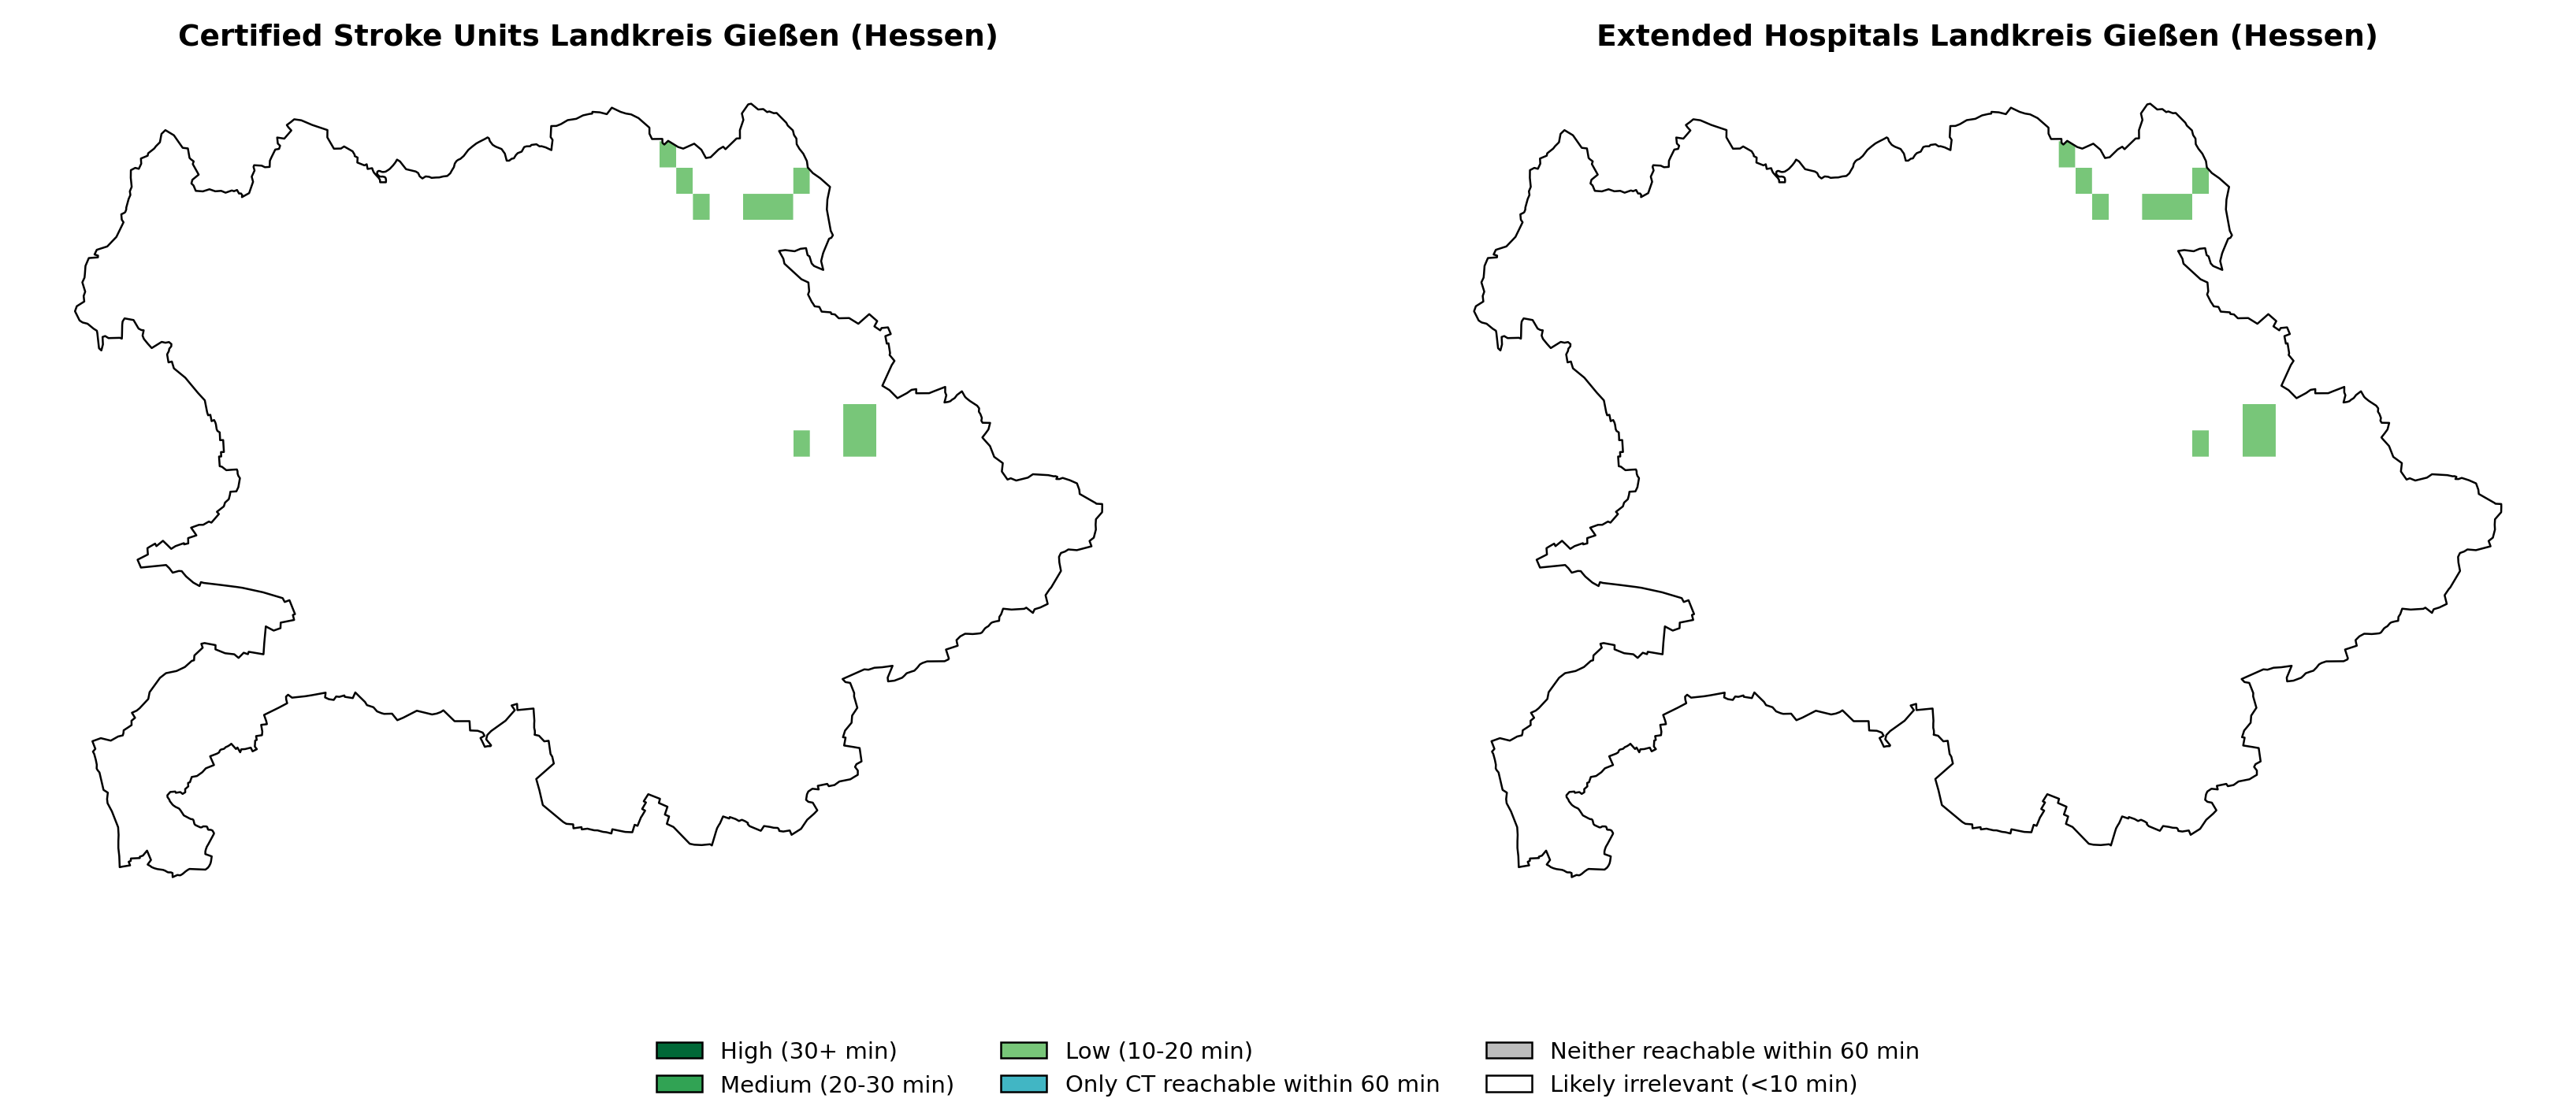 Certified Stroke Units Landkreis Gießen (Hessen)
Extended Hospitals Landkreis Gießen (Hessen)
High (30+ min)
Medium (20-30 min)
Low (10-20 min)
Only CT reachable within 60 min
Neither reachable within 60 min
Likely irrelevant (<10 min)